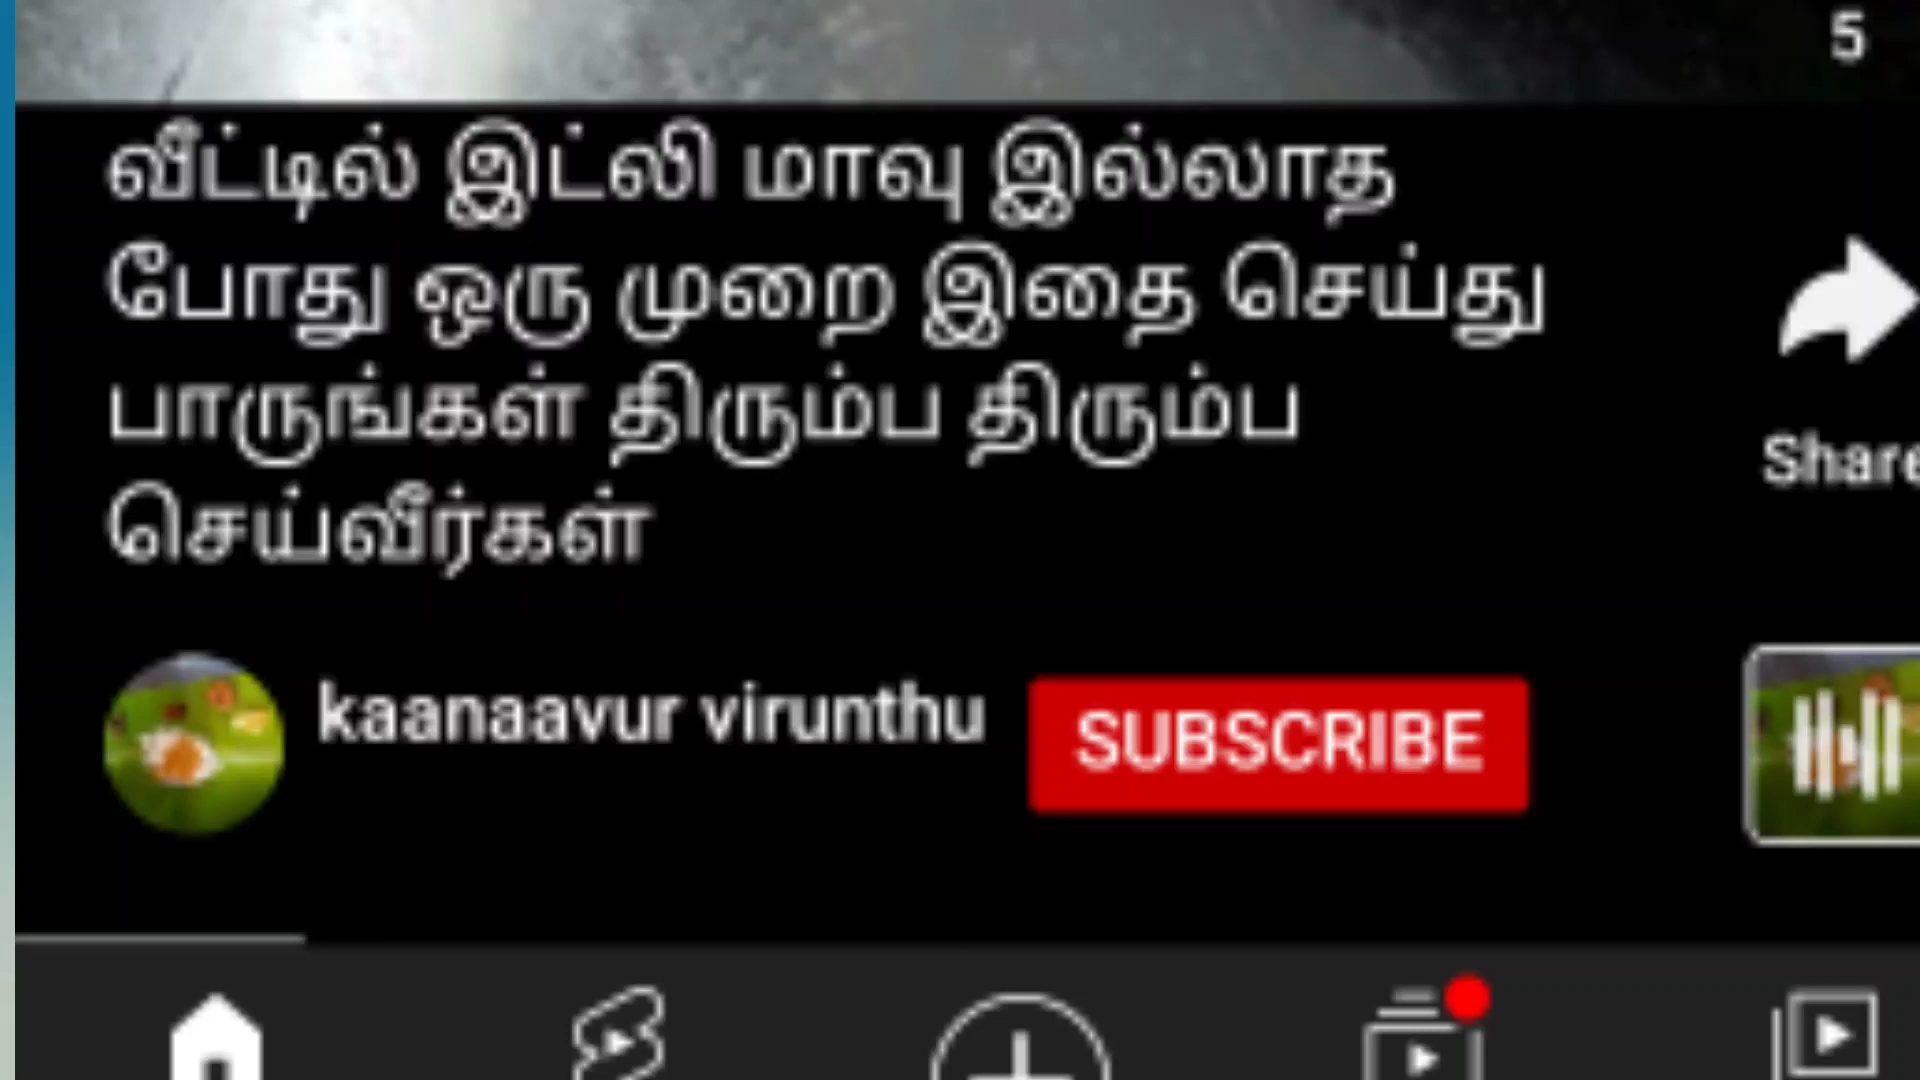 5
வீட்டில் இட்லி மாவு இல்லாத
போது ஒரு முறை இதை செய்து
பாருங்கள் திரும்ப திரும்ப
செய்வீர்கள்
Share
kaanaavur virunthu
SUBSCRIBE